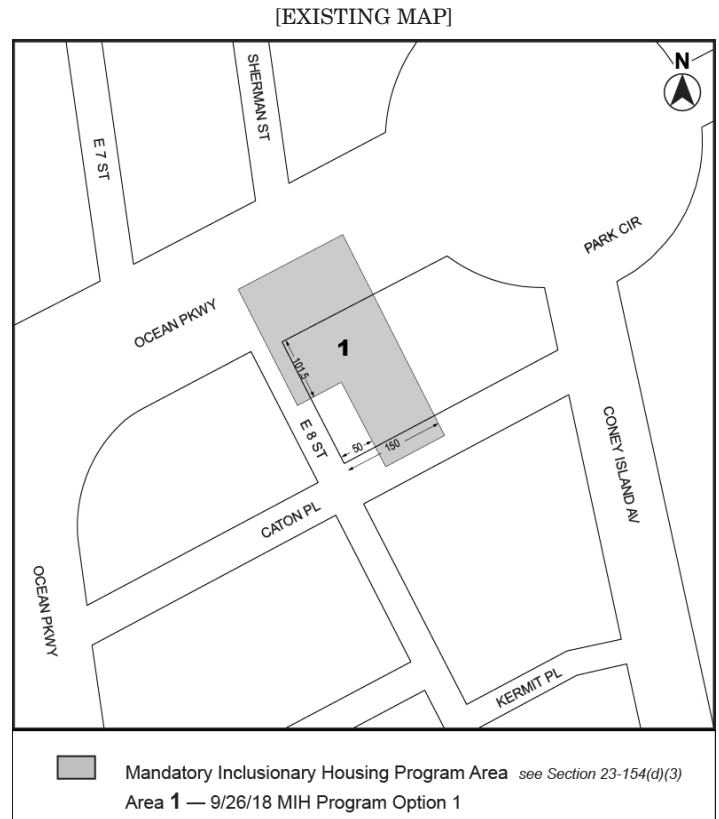 [EXISTING MAP]
N
SHERMAN ST
E 7 ST
PARK CIR
OCEAN PKWY
1
101.5
E 8 ST
50
150
CONEY ISLAND AV
CATON PL
OCEAN PKWY
KERMIT PL
Mandatory Inclusionary Housing Program Area see Section 23-154(d)(3)
Area 1 — 9/26/18 MIH Program Option 1